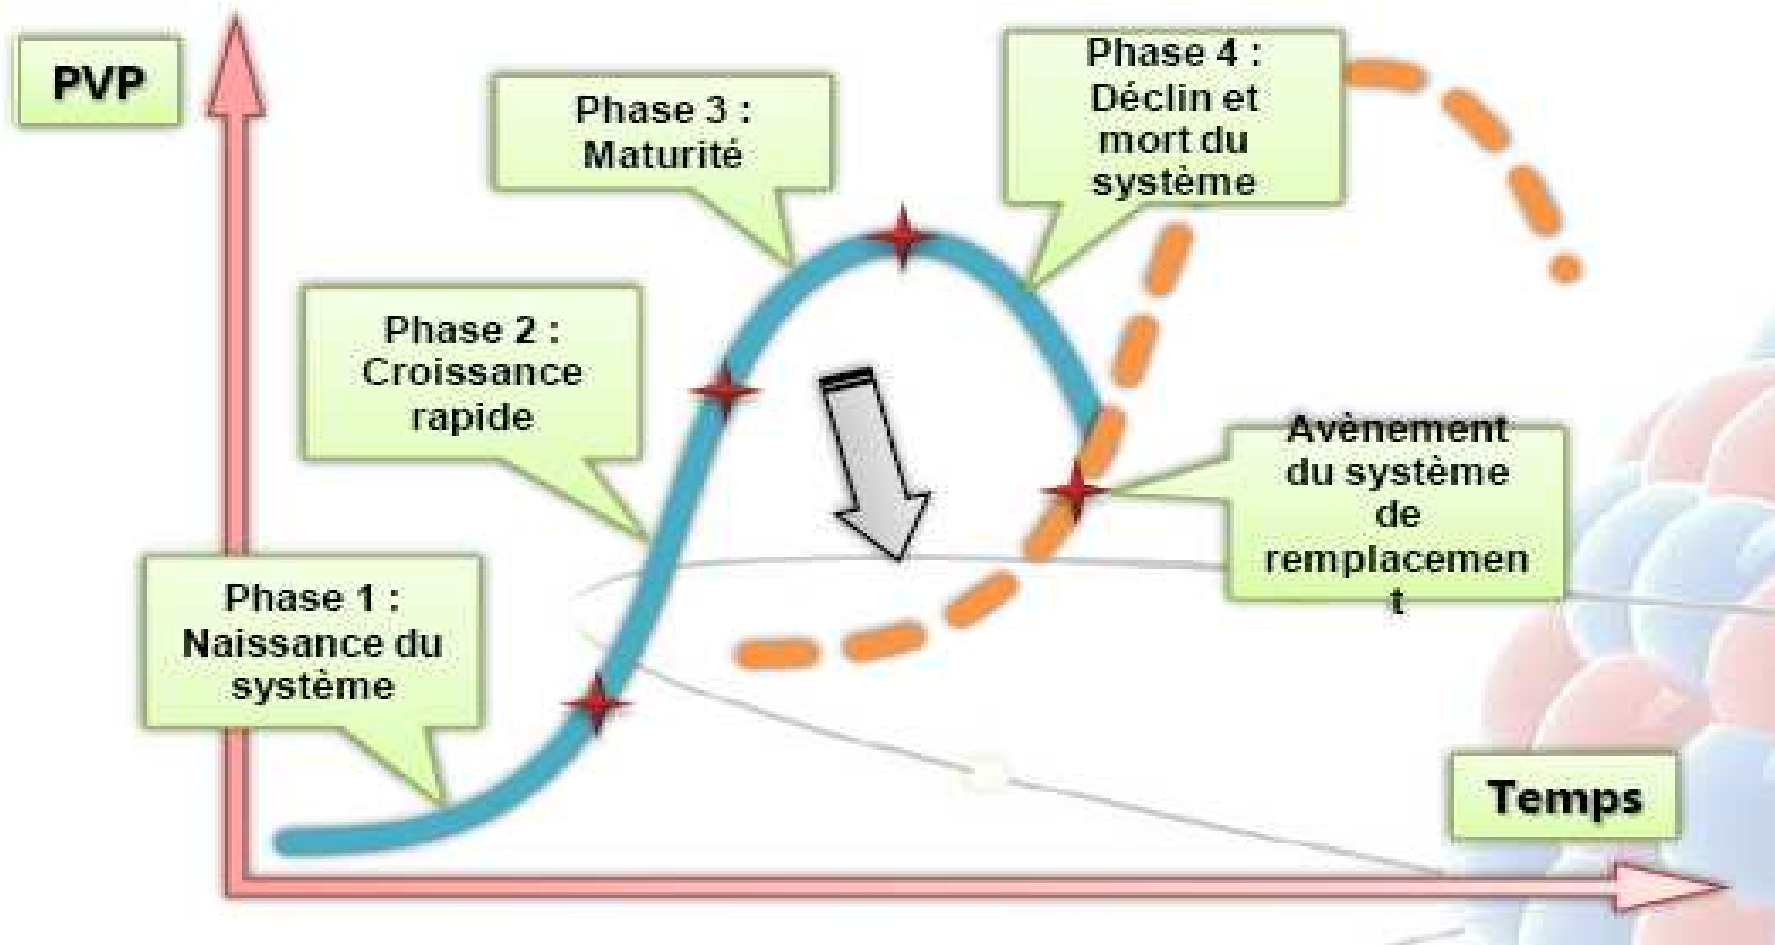 PVP
Phase 4 :
Déclin et
mort du
système
Phase 3 :
Maturité
Phase 2 :
Croissance
rapide
Avènement
du système
de
remplacemen
t
Phase 1 :
Naissance du
système
Temps